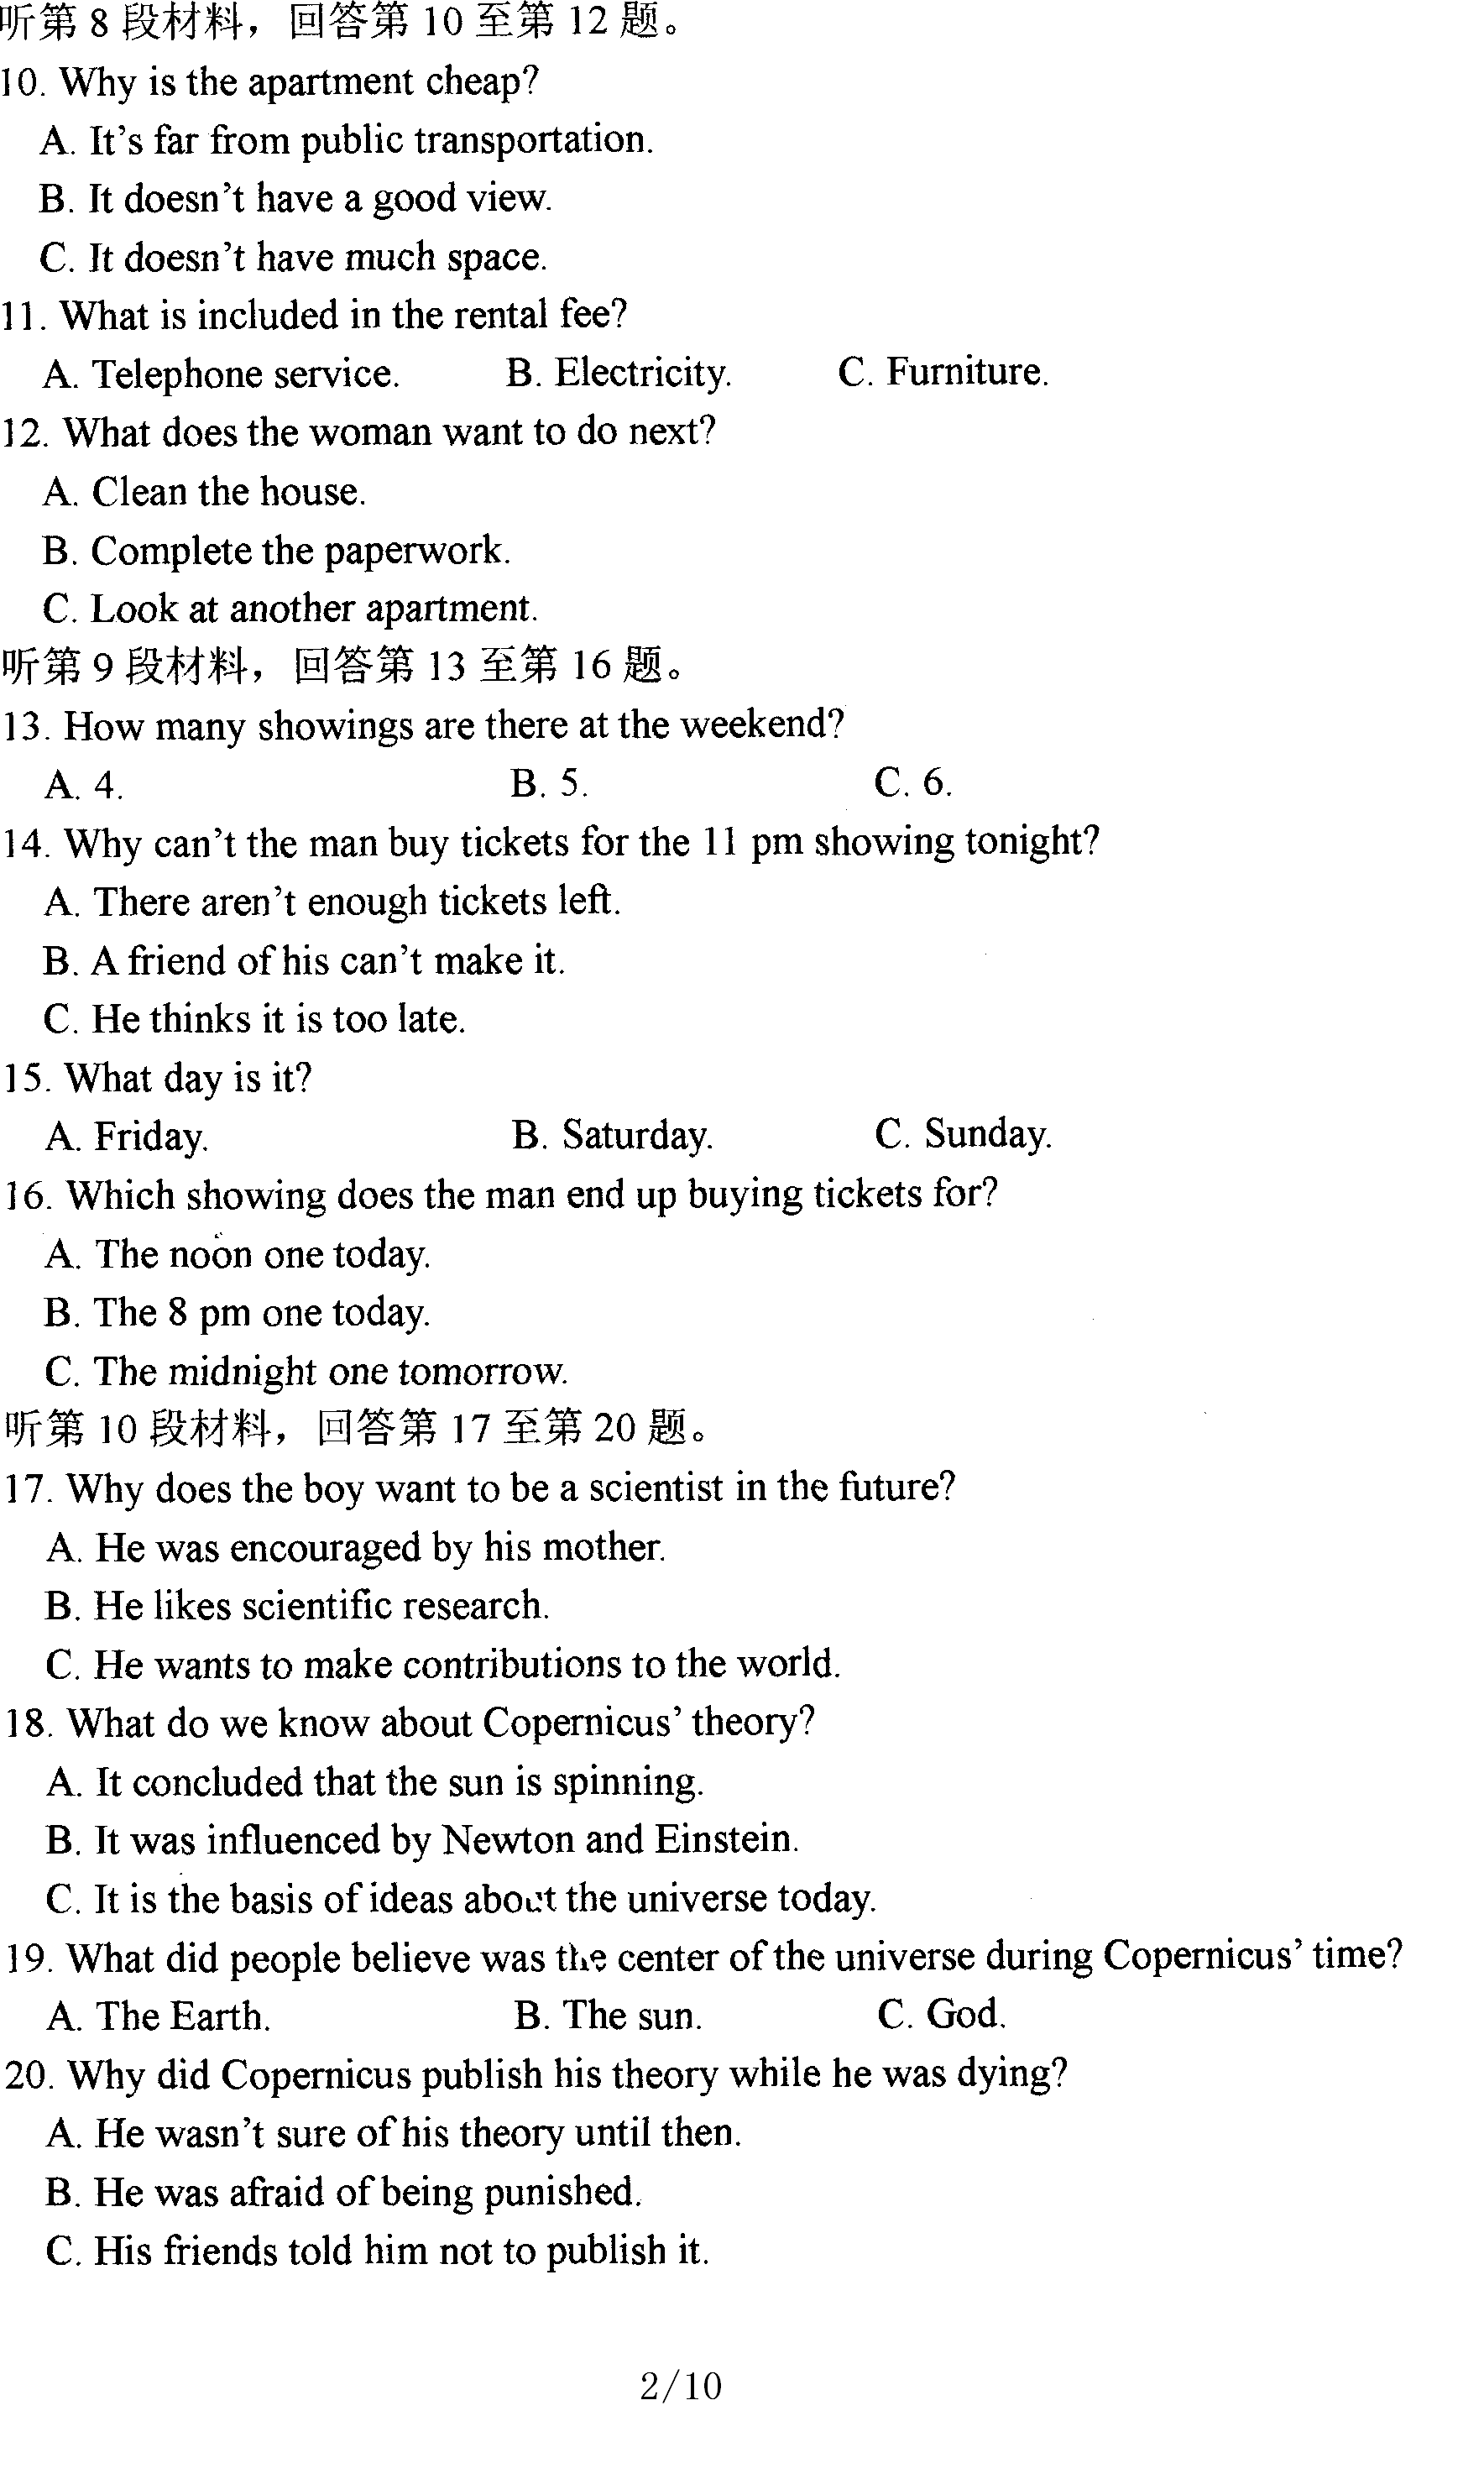 听第 8 段材料，回答第 10 至第 12 题。
10. Why is the apartment cheap?
A. It's far from public transportation.
B. It doesn't have a good view.
C. It doesn't have much space.
11. What is included in the rental fee?
A. Telephone service. B. Electricity. C. Furniture.
12. What does the woman want to do next?
A. Clean the house.
B. Complete the paperwork.
C. Look at another apartment.
听第 9 段材料，回答第 13 至第 16 题。
13. How many showings are there at the weekend?
A. 4. B. 5. C. 6.
14. Why can't the man buy tickets for the 11 pm showing tonight?
A. There aren't enough tickets left.
B. A friend of his can't make it.
C. He thinks it is too late.
15. What day is it?
A. Friday. B. Saturday. C. Sunday.
16. Which showing does the man end up buying tickets for?
A. The noon one today.
B. The 8 pm one today.
C. The midnight one tomorrow.
听第 10 段材料，回答第 17 至第 20 题。
17. Why does the boy want to be a scientist in the future?
A. He was encouraged by his mother.
B. He likes scientific research.
C. He wants to make contributions to the world.
18. What do we know about Copernicus' theory?
A. It concluded that the sun is spinning.
B. It was influenced by Newton and Einstein.
C. It is the basis of ideas about the universe today.
19. What did people believe was the center of the universe during Copernicus' time?
A. The Earth. B. The sun. C. God.
20. Why did Copernicus publish his theory while he was dying?
A. He wasn't sure of his theory until then.
B. He was afraid of being punished.
C. His friends told him not to publish it.
2/10